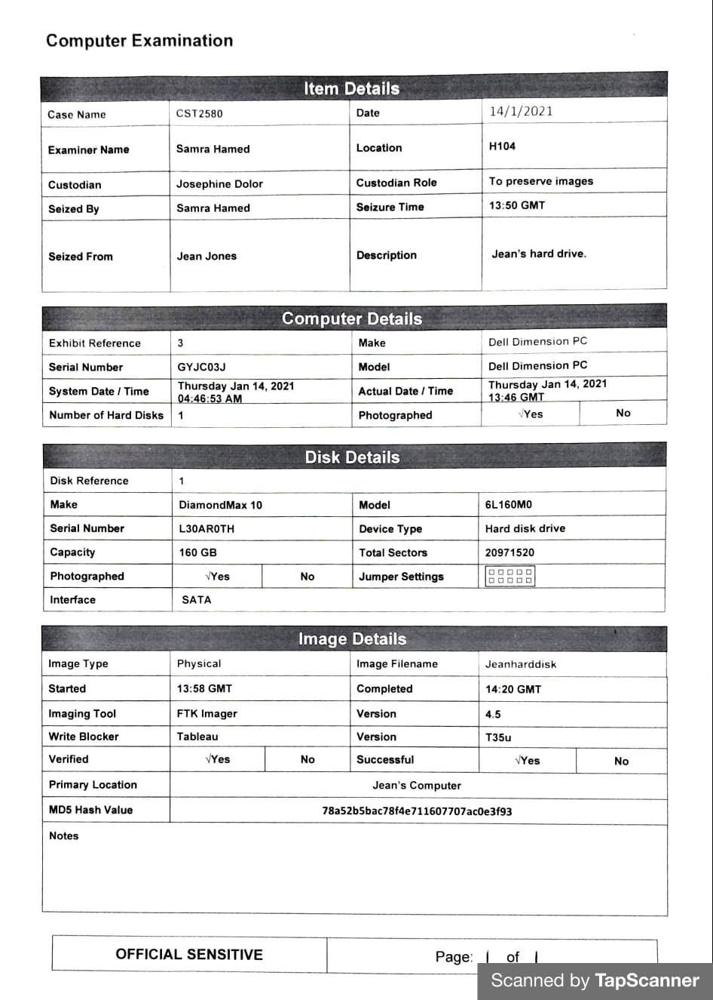 Computer Examination
Item Details
Case Name CST2580 Date 14/1/2021
Examiner Name Samra Hamed Location H104
Custodian Josephine Dolor Custodian Role To preserve images
Seized By Samra Hamed Seizure Time 13:50 GMT
Seized From Jean Jones Description Jean's hard drive.
Computer Details
Exhibit Reference 3 Make Dell Dimension PC
Serial Number GYJC03J Model Dell Dimension PC
System Date / Time Thursday Jan 14, 2021 04:46:53 AM Actual Date / Time Thursday Jan 14, 2021 13:46 GMT
Number of Hard Disks 1 Photographed √Yes No
Disk Details
Disk Reference 1
Make DiamondMax 10 Model 6L160M0
Serial Number L30AR0TH Device Type Hard disk drive
Capacity 160 GB Total Sectors 20971520
Photographed √Yes No Jumper Settings
Interface SATA
Image Details
Image Type Physical Image Filename Jeanharddisk
Started 13:58 GMT Completed 14:20 GMT
Imaging Tool FTK Imager Version 4.5
Write Blocker Tableau Version T35u
Verified √Yes No Successful √Yes No
Primary Location Jean's Computer
MD5 Hash Value 78a52b5bac78f4e711607707ac0e3f93
Notes
OFFICIAL SENSITIVE Page: 1 of 1
Scanned by TapScanner